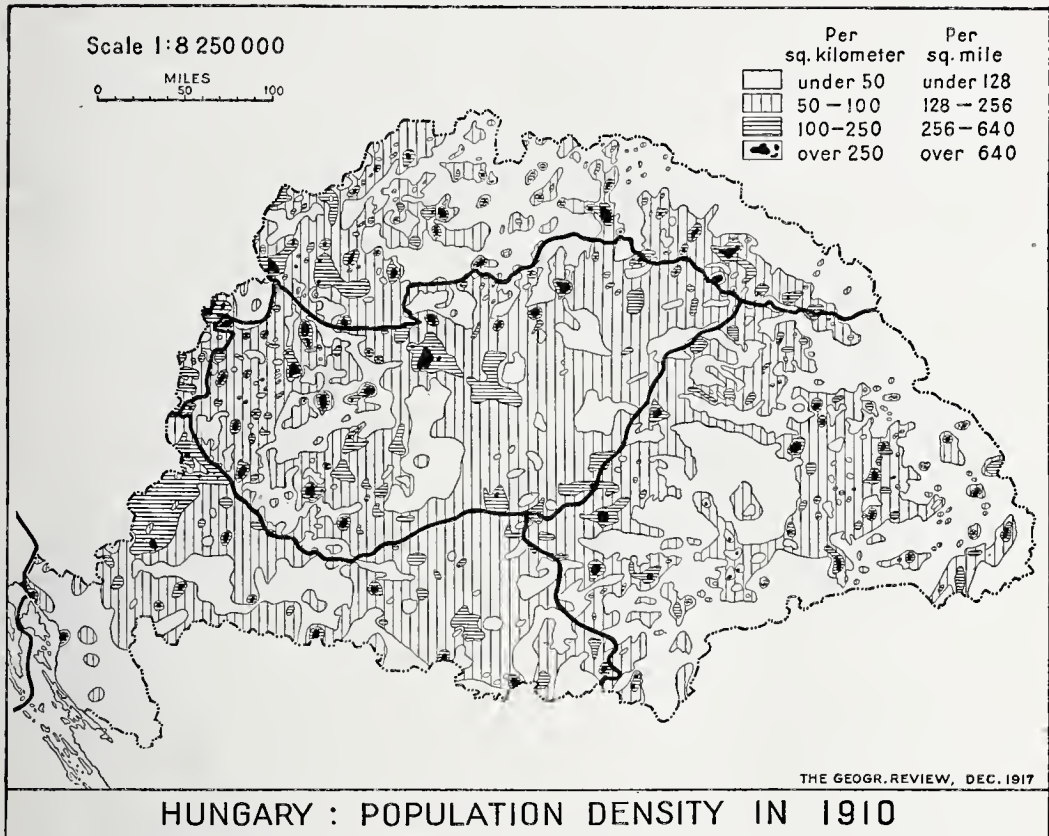 Scale 1:8 250 000
MILES
0 50 100
Per Per
sq. kilometer sq. mile
under 50 under 128
50 – 100 128 – 256
100–250 256–640
over 250 over 640
THE GEOGR. REVIEW, DEC. 1917
HUNGARY : POPULATION DENSITY IN 1910